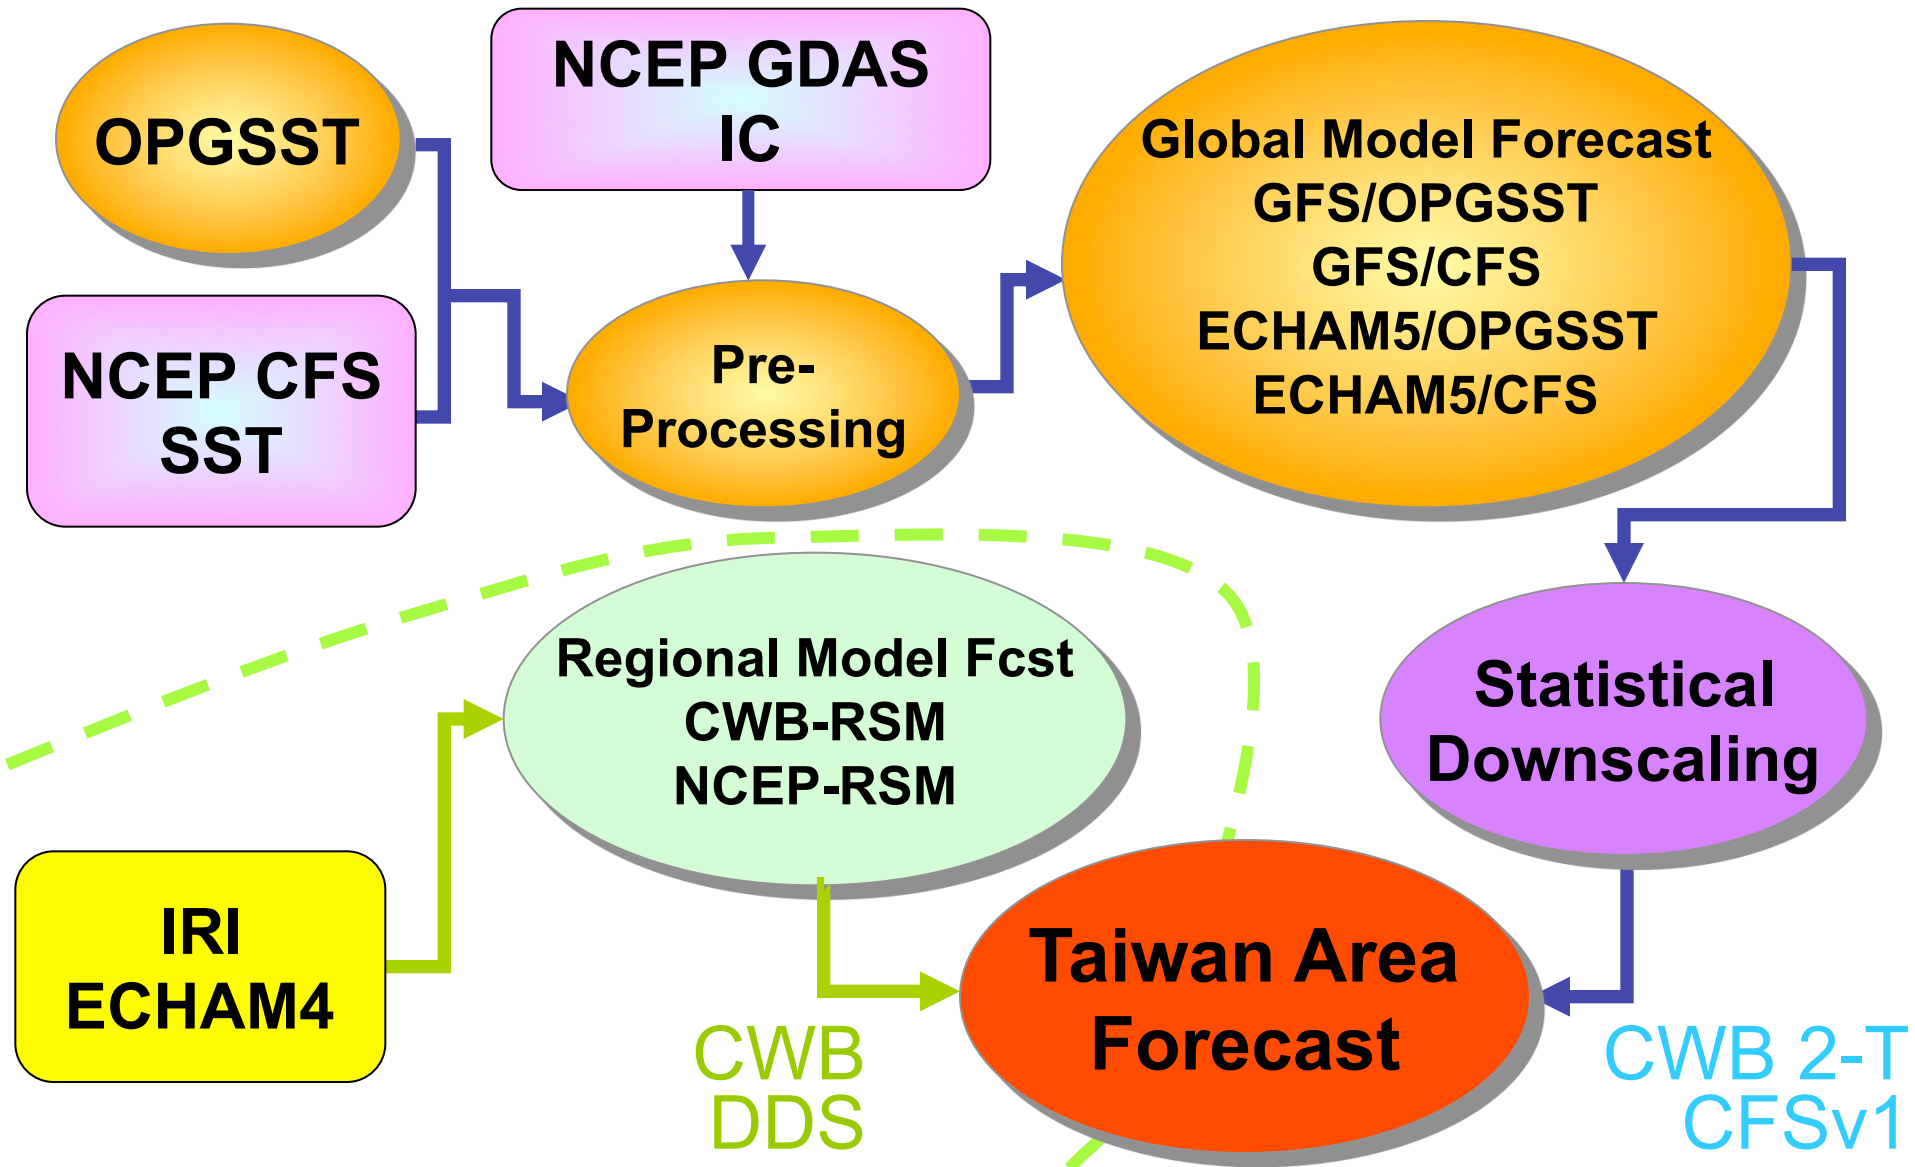 OPGSST
NCEP GDAS
IC
Global Model Forecast
GFS/OPGSST
GFS/CFS
ECHAM5/OPGSST
ECHAM5/CFS
NCEP CFS
SST
Pre-
Processing
Regional Model Fcst
CWB-RSM
NCEP-RSM
Statistical
Downscaling
IRI
ECHAM4
Taiwan Area
Forecast
CWB
DDS
CWB 2-T
CFSv1